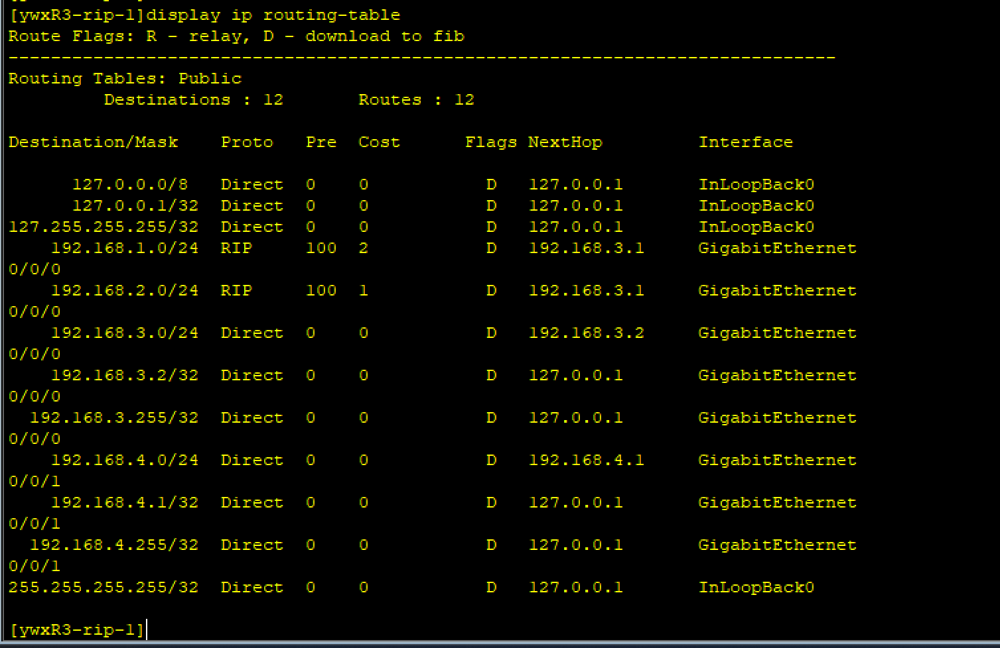 [ywxR3-rip-1]display ip routing-table
Route Flags: R - relay, D - download to fib
------------------------------------------------------------------------------
Routing Tables: Public
         Destinations : 12       Routes : 12

Destination/Mask    Proto   Pre  Cost      Flags NextHop         Interface

      127.0.0.0/8   Direct  0    0           D   127.0.0.1       InLoopBack0
      127.0.0.1/32  Direct  0    0           D   127.0.0.1       InLoopBack0
127.255.255.255/32  Direct  0    0           D   127.0.0.1       InLoopBack0
    192.168.1.0/24  RIP     100  2           D   192.168.3.1     GigabitEthernet
0/0/0
    192.168.2.0/24  RIP     100  1           D   192.168.3.1     GigabitEthernet
0/0/0
    192.168.3.0/24  Direct  0    0           D   192.168.3.2     GigabitEthernet
0/0/0
    192.168.3.2/32  Direct  0    0           D   127.0.0.1       GigabitEthernet
0/0/0
  192.168.3.255/32  Direct  0    0           D   127.0.0.1       GigabitEthernet
0/0/0
    192.168.4.0/24  Direct  0    0           D   192.168.4.1     GigabitEthernet
0/0/1
    192.168.4.1/32  Direct  0    0           D   127.0.0.1       GigabitEthernet
0/0/1
  192.168.4.255/32  Direct  0    0           D   127.0.0.1       GigabitEthernet
0/0/1
255.255.255.255/32  Direct  0    0           D   127.0.0.1       InLoopBack0

[ywxR3-rip-1]